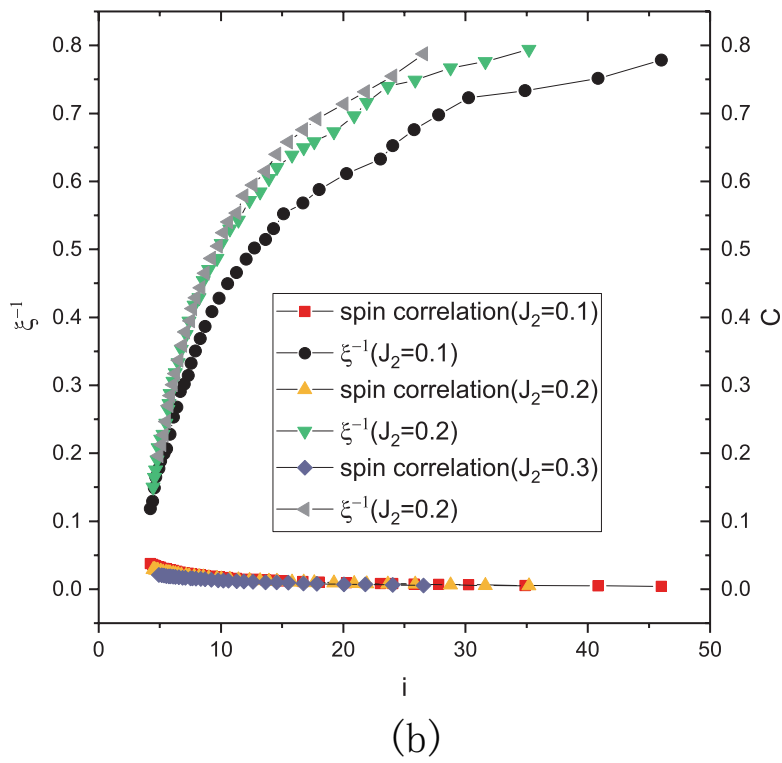 0.8
0.7
0.6
0.5
0.4
0.3
0.2
0.1
0.0
ξ⁻¹
0.8
0.7
0.6
0.5
0.4
0.3
0.2
0.1
0.0
C
spin correlation(J₂=0.1)
ξ⁻¹(J₂=0.1)
spin correlation(J₂=0.2)
ξ⁻¹(J₂=0.2)
spin correlation(J₂=0.3)
ξ⁻¹(J₂=0.2)
0 10 20 30 40 50
i
(b)